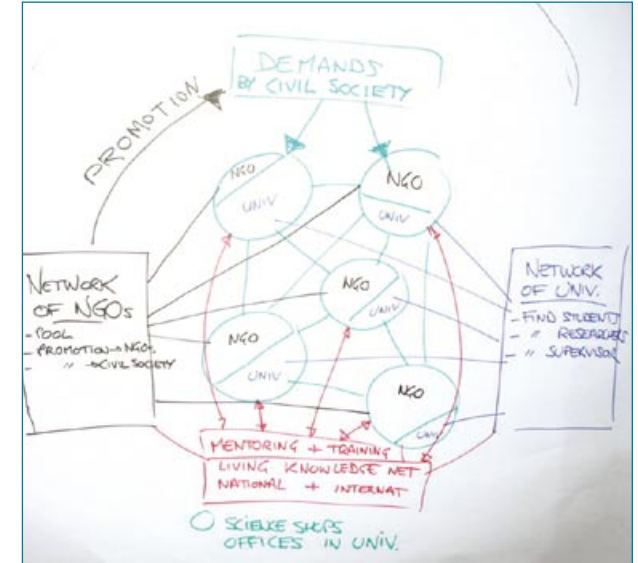 DEMANDS
BY CIVIL SOCIETY
PROMOTION
NGO
UNIV
NGO
UNIV
NGO
UNIV
NGO
UNIV
NGO
UNIV
NETWORK
OF NGOs
- POOL
- PROMOTION → NGOs
- " → CIVIL SOCIETY
NETWORK
OF UNIV.
- FIND STUDENTS
- " RESEARCHERS
- " SUPERVISOR
MENTORING + TRAINING
LIVING KNOWLEDGE NET
NATIONAL + INTERNAT
SCIENCE SHOPS
OFFICES IN UNIV.